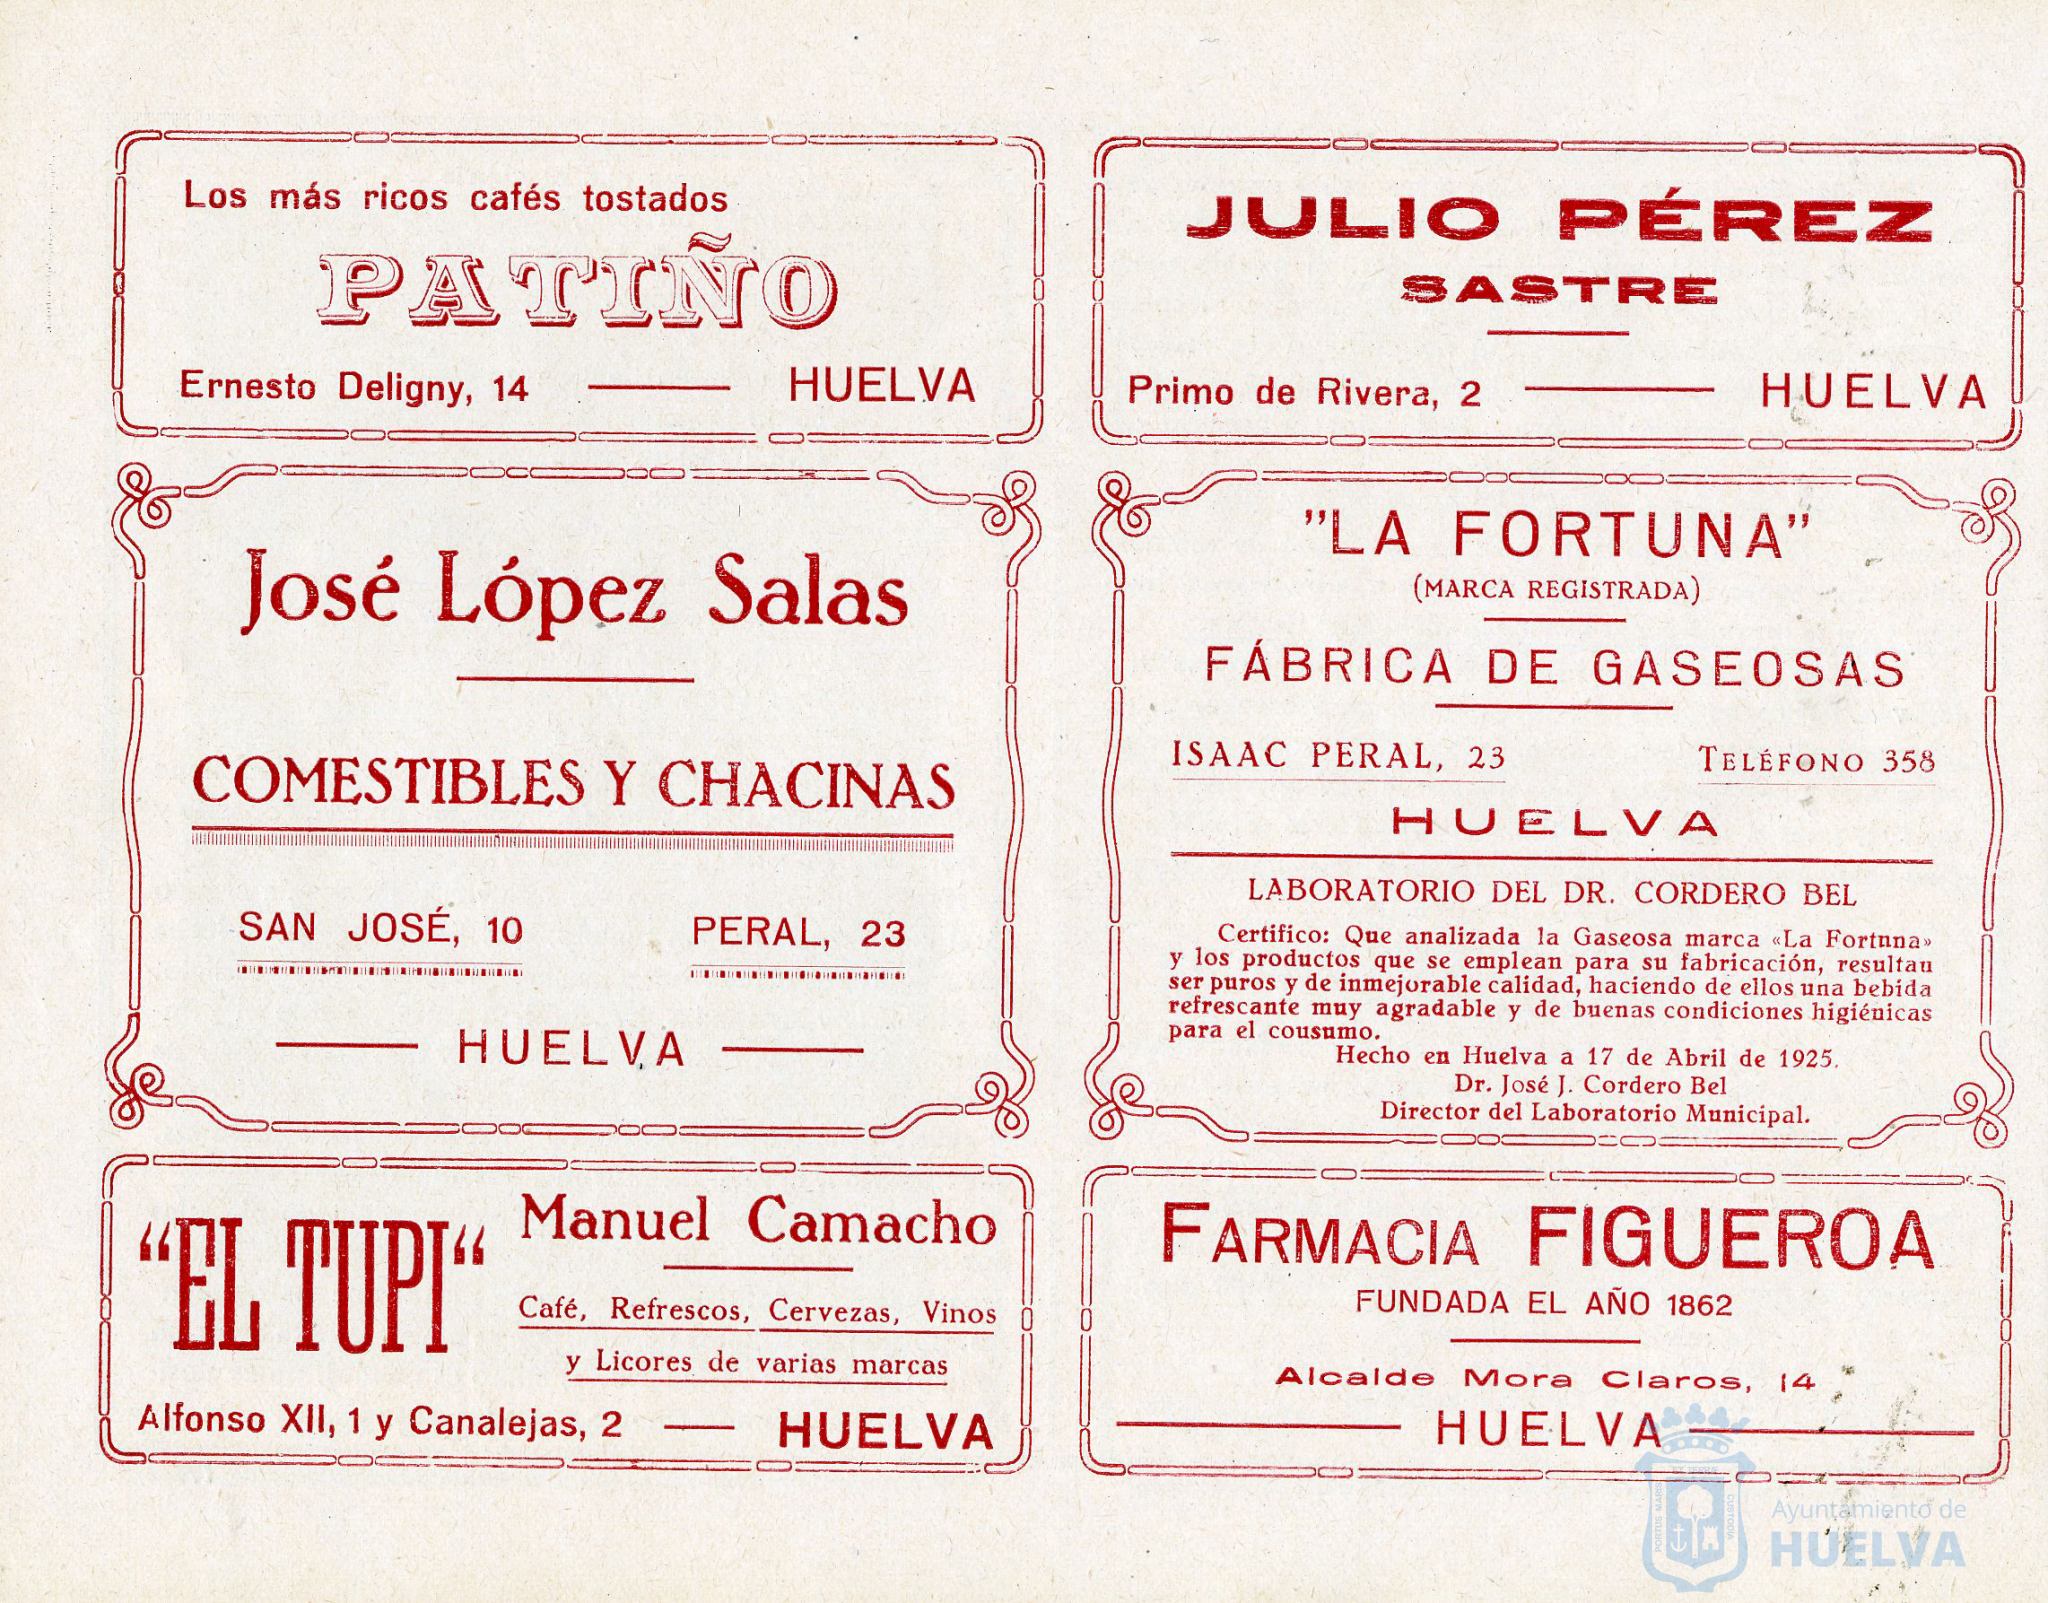 Los más ricos cafés tostados
PATIÑO
Ernesto Deligny, 14 HUELVA
JULIO PÉREZ
SASTRE
Primo de Rivera, 2 HUELVA
José López Salas
COMESTIBLES Y CHACINAS
SAN JOSÉ, 10 PERAL, 23
HUELVA
"LA FORTUNA"
(MARCA REGISTRADA)
FÁBRICA DE GASEOSAS
ISAAC PERAL, 23 TELÉFONO 358
HUELVA
LABORATORIO DEL DR. CORDERO BEL
Certifico: Que analizada la Gaseosa marca «La Fortnna»
y los productos que se emplean para su fabricación, resultau
ser puros y de inmejorable calidad, haciendo de ellos una bebida
refrescante muy agradable y de buenas condiciones higiénicas
para el cousumo.
Hecho en Huelva a 17 de Abril de 1925.
Dr. José J. Cordero Bel
Director del Laboratorio Municipal.
“EL TUPI“
Manuel Camacho
Café, Refrescos, Cervezas, Vinos
y Licores de varias marcas
Alfonso XII, 1 y Canalejas, 2 HUELVA
FARMACIA FIGUEROA
FUNDADA EL AÑO 1862
Alcalde Mora Claros, 14
HUELVA
PORTUS MARIS ET TERRE CUSTODIA
Ayuntamiento de
HUELVA